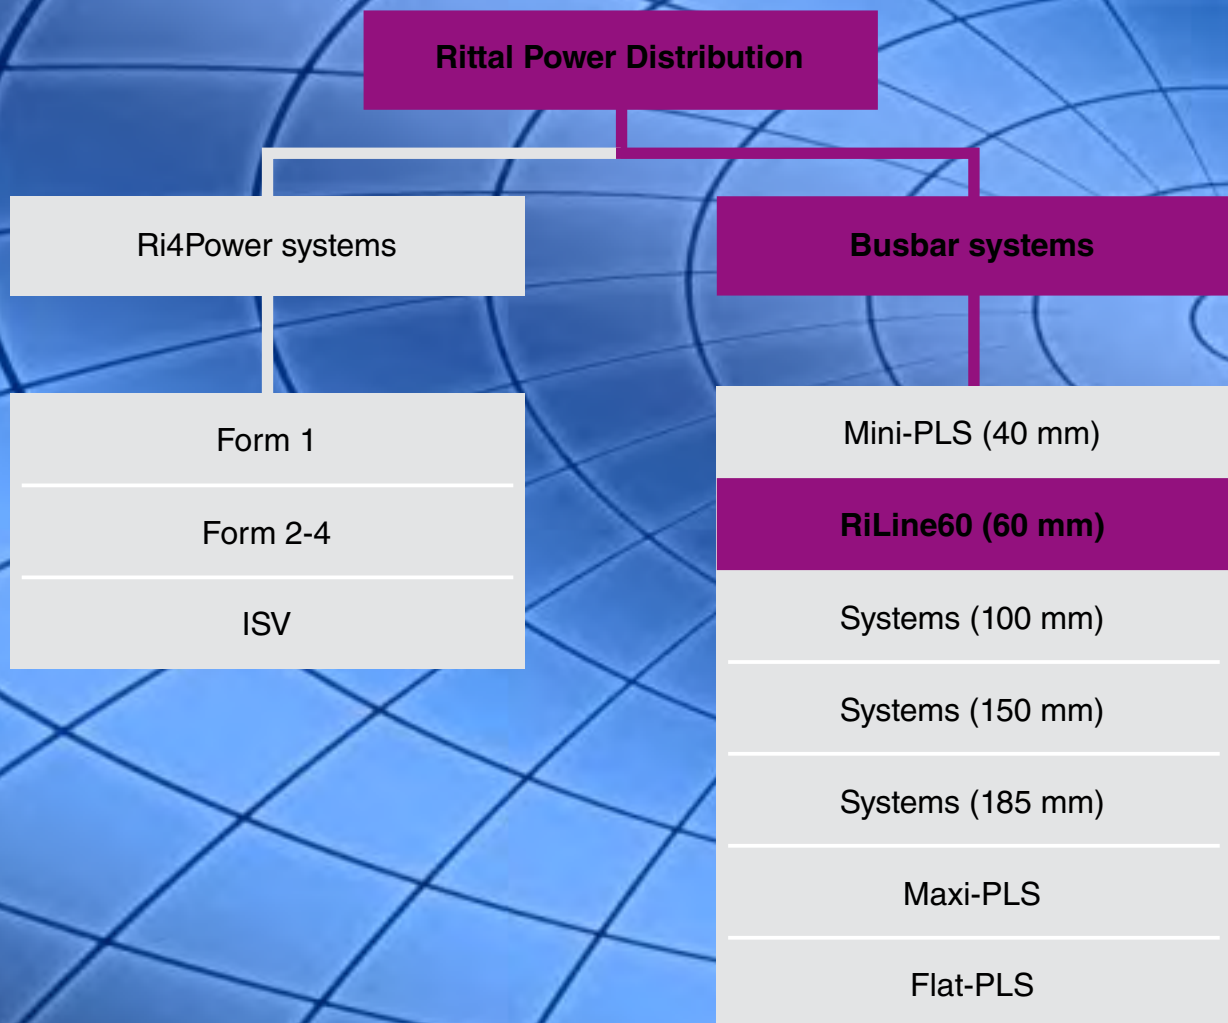 Rittal Power Distribution
Ri4Power systems
Busbar systems
Form 1
Form 2-4
ISV
Mini-PLS (40 mm)
RiLine60 (60 mm)
Systems (100 mm)
Systems (150 mm)
Systems (185 mm)
Maxi-PLS
Flat-PLS